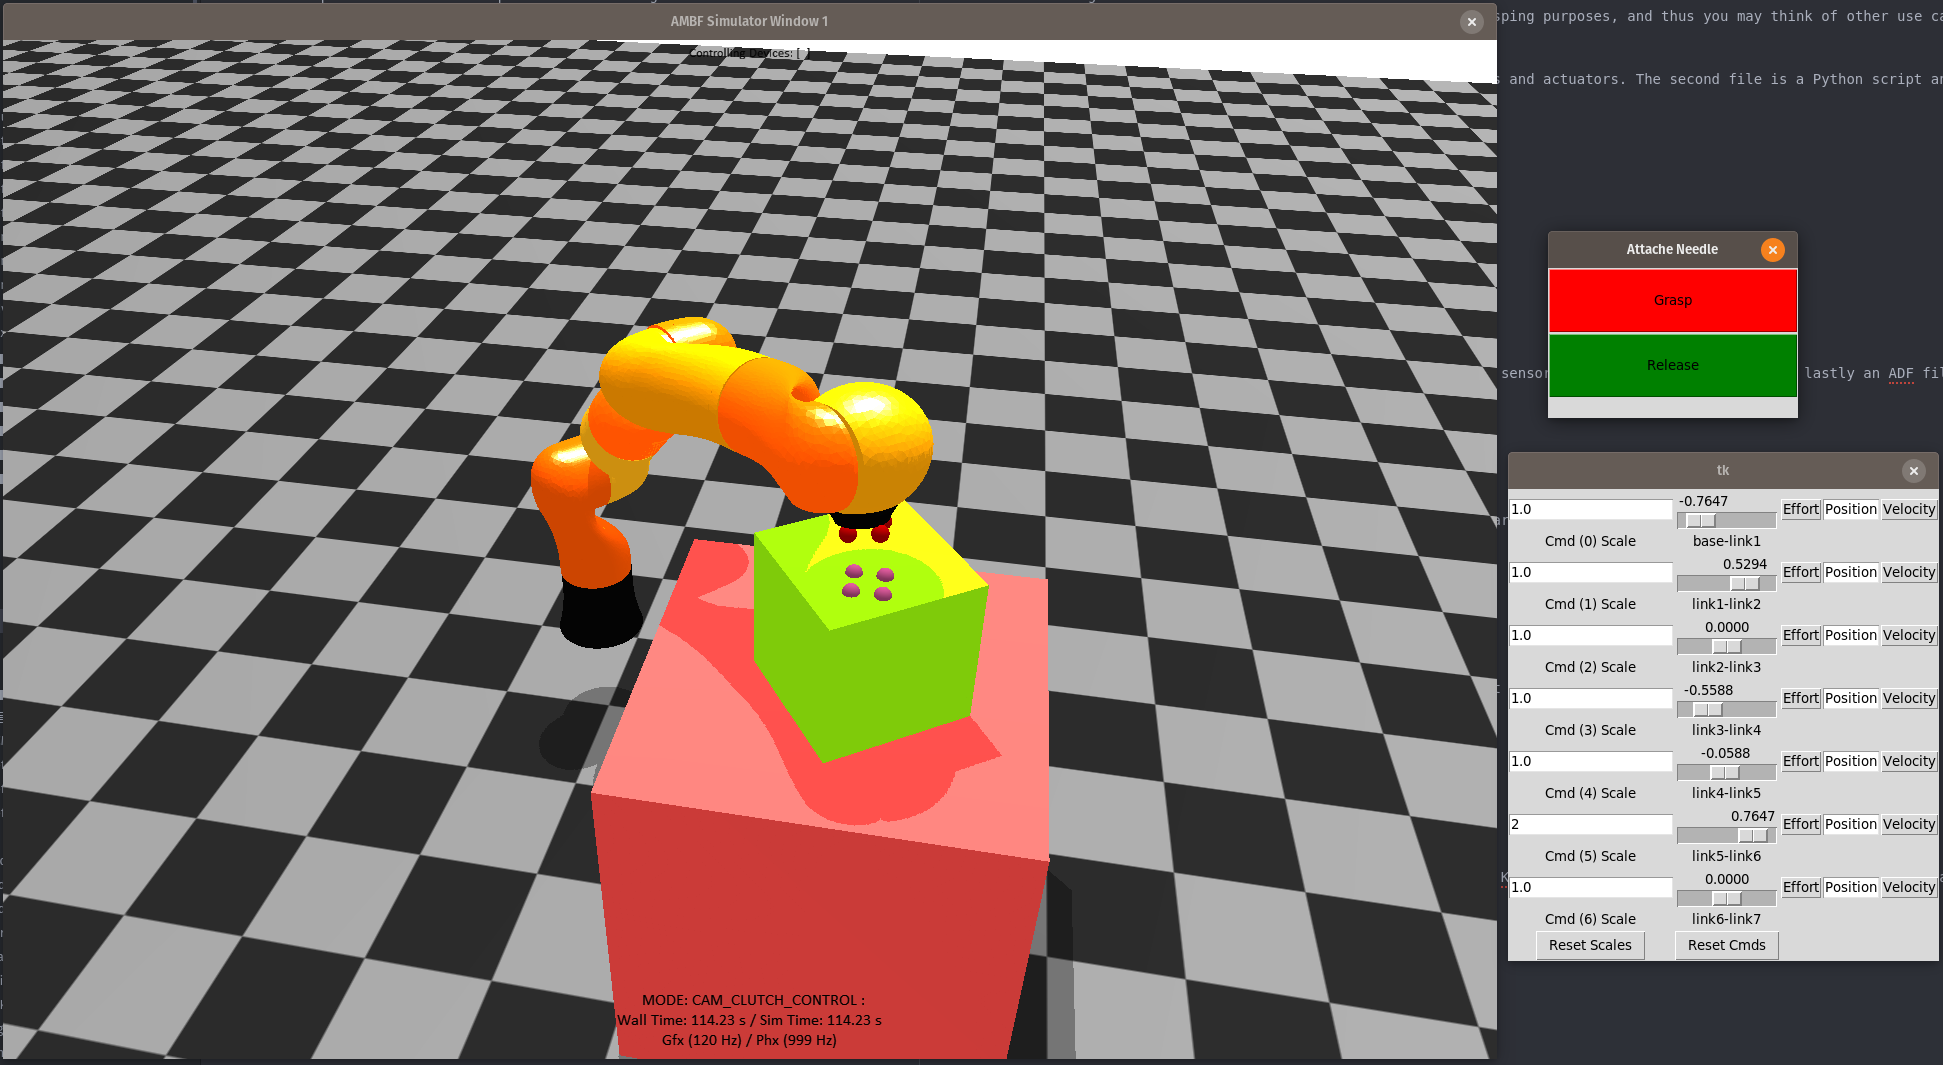 AMBF Simulator Window 1
Controlling Devices: [ ]
MODE: CAM_CLUTCH_CONTROL :
Wall Time: 114.23 s / Sim Time: 114.23 s
Gfx (120 Hz) / Phx (999 Hz)
purposes, and thus you may think of other use
and actuators. The second file is a Python script
Attache Needle
Grasp
Release
lastly an ADF
tk
1.0 -0.7647 Effort Position Velocity
Cmd (0) Scale base-link1
1.0 0.5294 Effort Position Velocity
Cmd (1) Scale link1-link2
1.0 0.0000 Effort Position Velocity
Cmd (2) Scale link2-link3
1.0 -0.5588 Effort Position Velocity
Cmd (3) Scale link3-link4
1.0 -0.0588 Effort Position Velocity
Cmd (4) Scale link4-link5
2 0.7647 Effort Position Velocity
Cmd (5) Scale link5-link6
1.0 0.0000 Effort Position Velocity
Cmd (6) Scale link6-link7
Reset Scales Reset Cmds